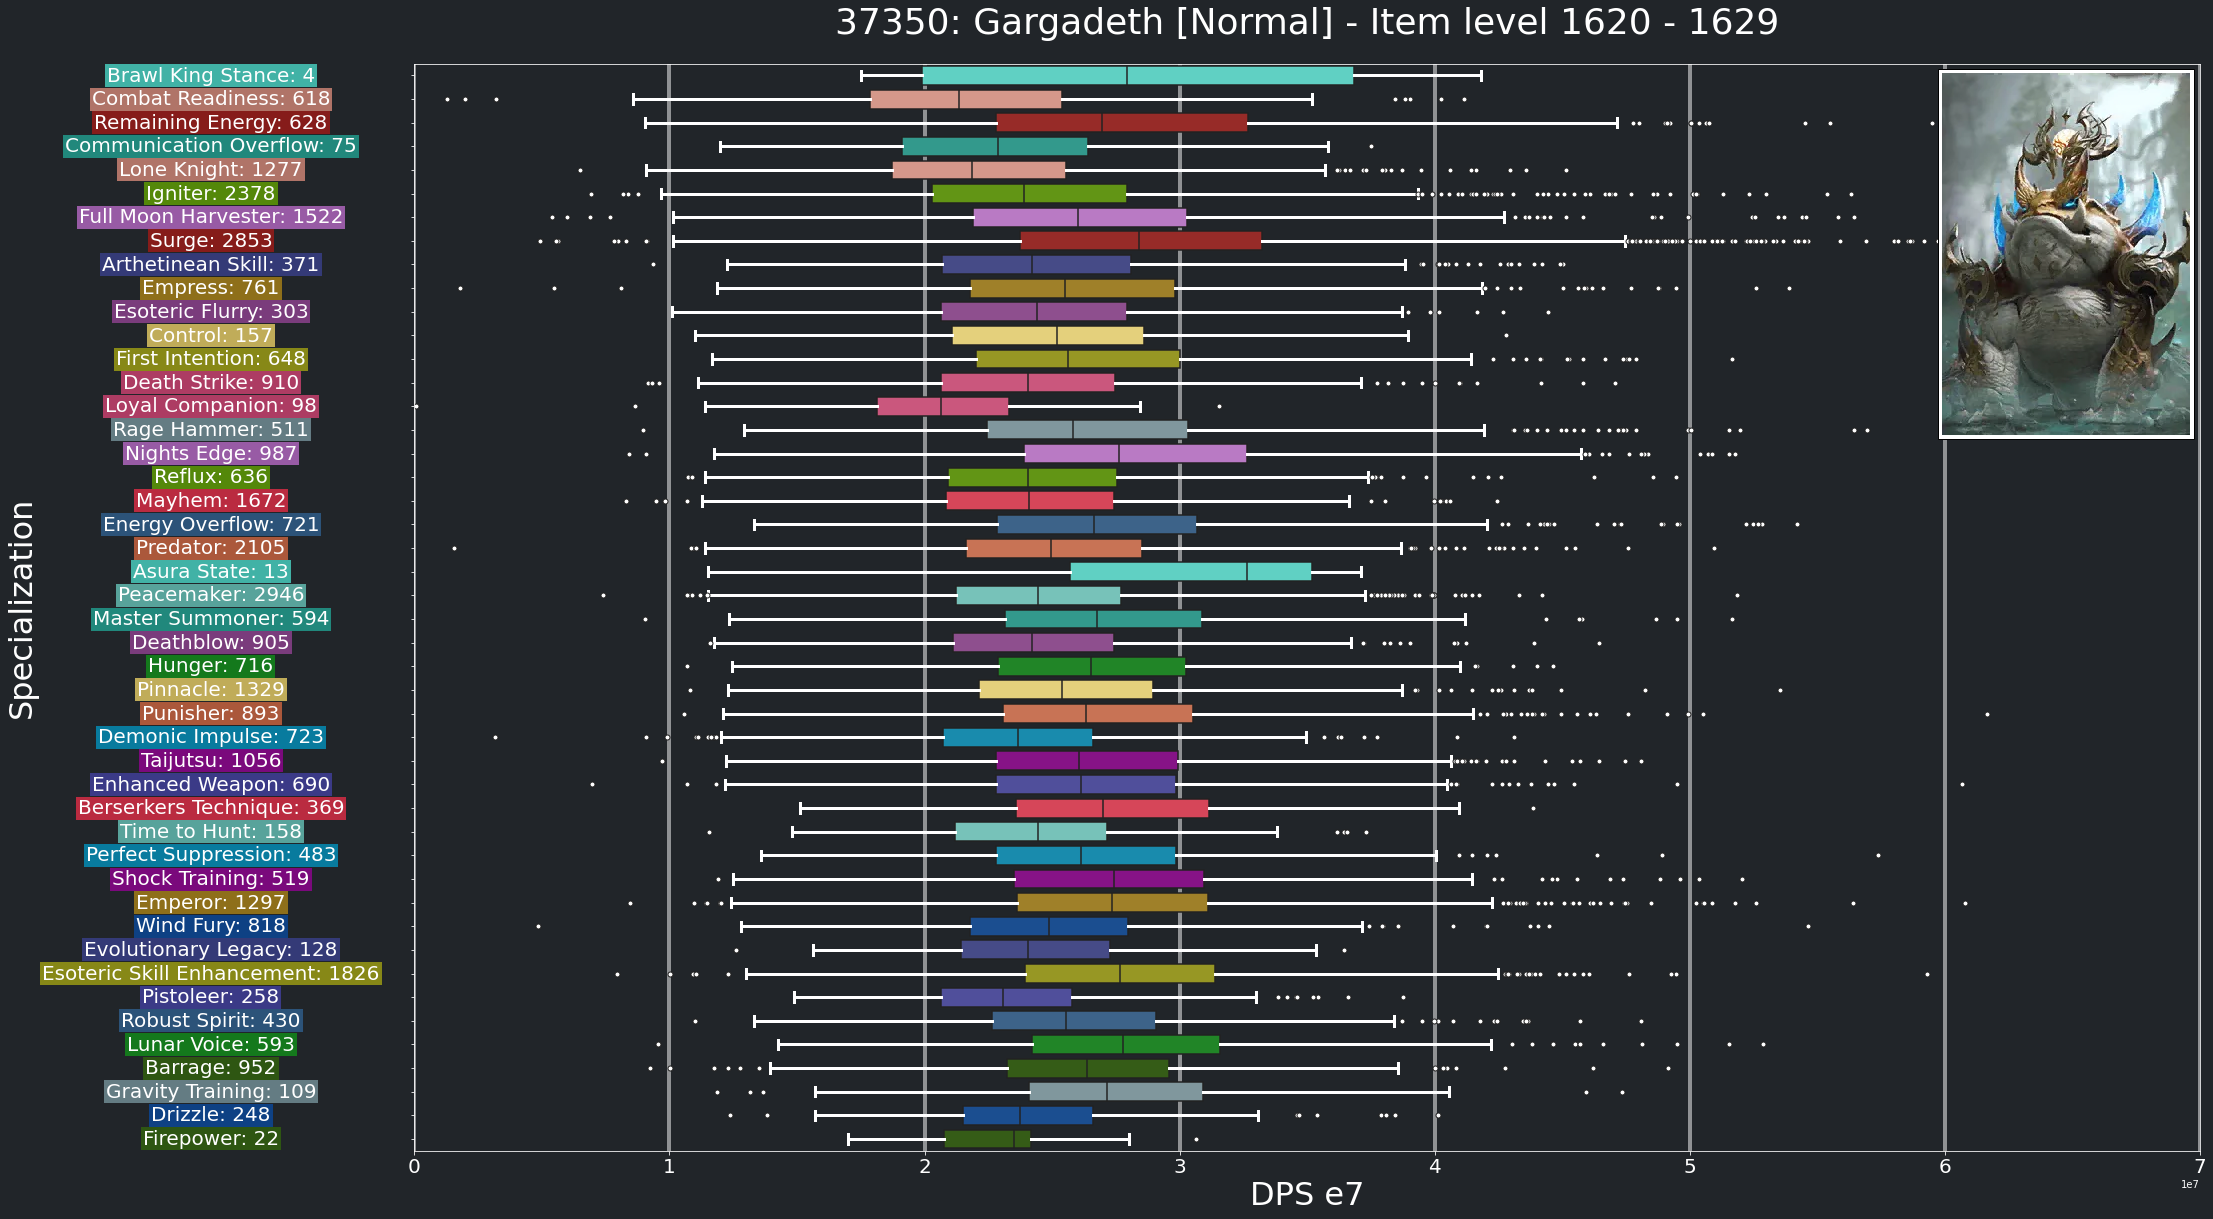 37350: Gargadeth [Normal] - Item level 1620 - 1629
Brawl King Stance: 4
Combat Readiness: 618
Remaining Energy: 628
Communication Overflow: 75
Lone Knight: 1277
Igniter: 2378
Full Moon Harvester: 1522
Surge: 2853
Arthetinean Skill: 371
Empress: 761
Esoteric Flurry: 303
Control: 157
First Intention: 648
Death Strike: 910
Loyal Companion: 98
Rage Hammer: 511
Nights Edge: 987
Reflux: 636
Mayhem: 1672
Energy Overflow: 721
Predator: 2105
Asura State: 13
Peacemaker: 2946
Master Summoner: 594
Deathblow: 905
Hunger: 716
Pinnacle: 1329
Punisher: 893
Demonic Impulse: 723
Taijutsu: 1056
Enhanced Weapon: 690
Berserkers Technique: 369
Time to Hunt: 158
Perfect Suppression: 483
Shock Training: 519
Emperor: 1297
Wind Fury: 818
Evolutionary Legacy: 128
Esoteric Skill Enhancement: 1826
Pistoleer: 258
Robust Spirit: 430
Lunar Voice: 593
Barrage: 952
Gravity Training: 109
Drizzle: 248
Firepower: 22
Specialization
0 1 2 3 4 5 6 7
1e7
DPS e7